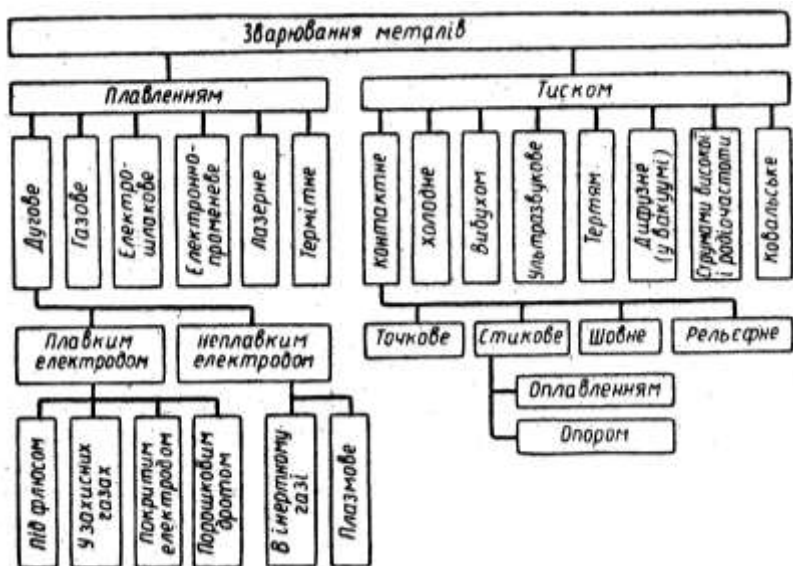 Зварювання металів
Плавленням
Тиском
Дугове
Газове
Електро-
шлакове
Електронно-
променеве
Лазерне
Термітне
Контактне
Холодне
Вибухом
Ультразвукове
Тертям
Дифузне
(у вакуумі)
Струмами високої
і радіочастоти
Ковальське
Плавким
електродом
Неплавким
електродом
Точкове
Стикове
Шовне
Рельєфне
Оплавленням
Опором
Під флюсом
У захисних
газах
Покритим
електродом
Порошковим
дротом
В інертному
газі
Плазмове